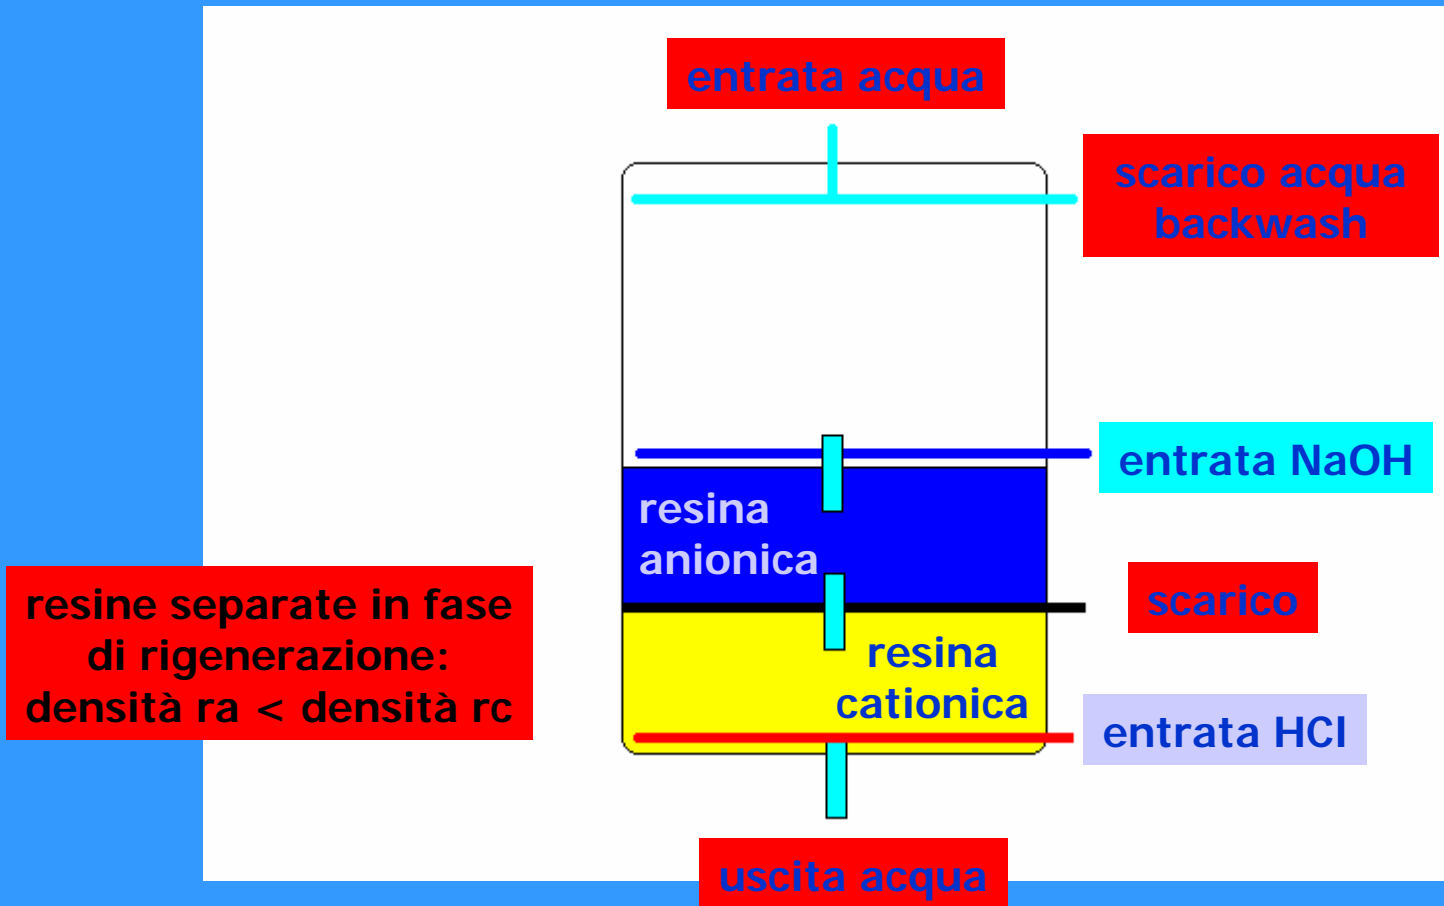 entrata acqua
scarico acqua
backwash
entrata NaOH
resina
anionica
resine separate in fase
di rigenerazione:
densità ra < densità rc
scarico
resina
cationica
entrata HCl
uscita acqua